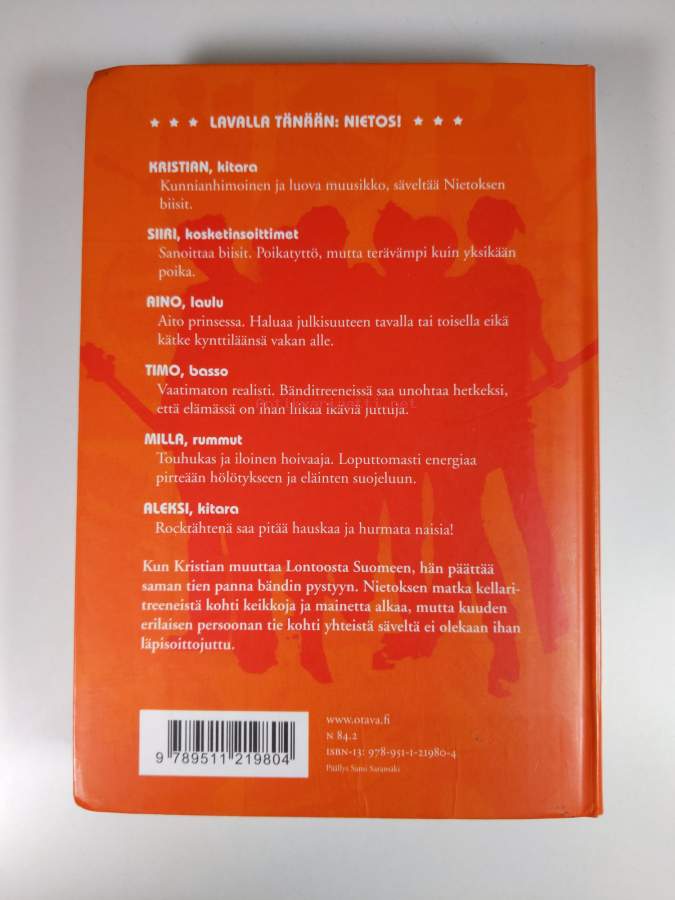 ★ ★ ★ LAVALLA TÄNÄÄN: NIETOS! ★ ★ ★
KRISTIAN, kitara
Kunnianhimoinen ja luova muusikko, säveltää Nietoksen
biisit.
SIIRI, kosketinsoittimet
Sanoittaa biisit. Poikatyttö, mutta terävämpi kuin yksikään
poika.
AINO, laulu
Aito prinsessa. Haluaa julkisuuteen tavalla tai toisella eikä
kätke kynttiläänsä vakan alle.
TIMO, basso
Vaatimaton realisti. Bänditreeneissä saa unohtaa hetkeksi,
että elämässä on ihan liikaa ikäviä juttuja.
MILLA, rummut
Touhukas ja iloinen hoivaaja. Loputtomasti energiaa
pirteään hölötykseen ja eläinten suojeluun.
ALEKSI, kitara
Rocktähtenä saa pitää hauskaa ja hurmata naisia!
Kun Kristian muuttaa Lontoosta Suomeen, hän päättää
saman tien panna bändin pystyyn. Nietoksen matka kellari-
treeneistä kohti keikkoja ja mainetta alkaa, mutta kuuden
erilaisen persoonan tie kohti yhteistä säveltä ei olekaan ihan
läpisoittojuttu.
www.otava.fi
N 84.2
ISBN-13: 978-951-1-21980-4
Päällys Sami Saramäki
9 789511 219804